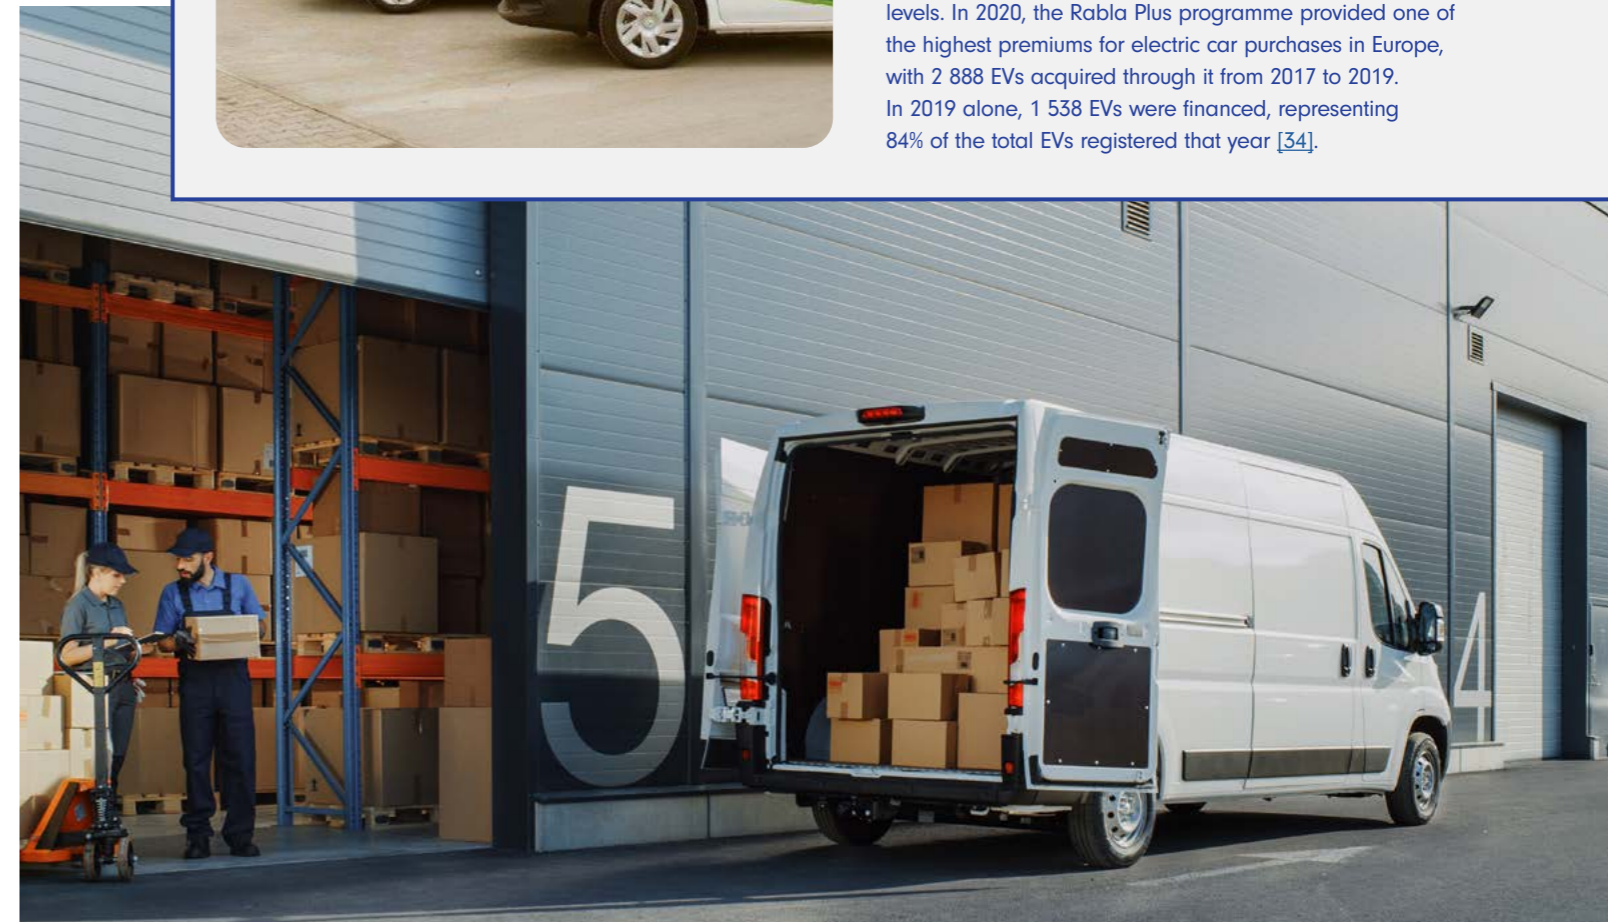 levels. In 2020, the Rabla Plus programme provided one of
the highest premiums for electric car purchases in Europe,
with 2 888 EVs acquired through it from 2017 to 2019.
In 2019 alone, 1 538 EVs were financed, representing
84% of the total EVs registered that year [34].
5
4